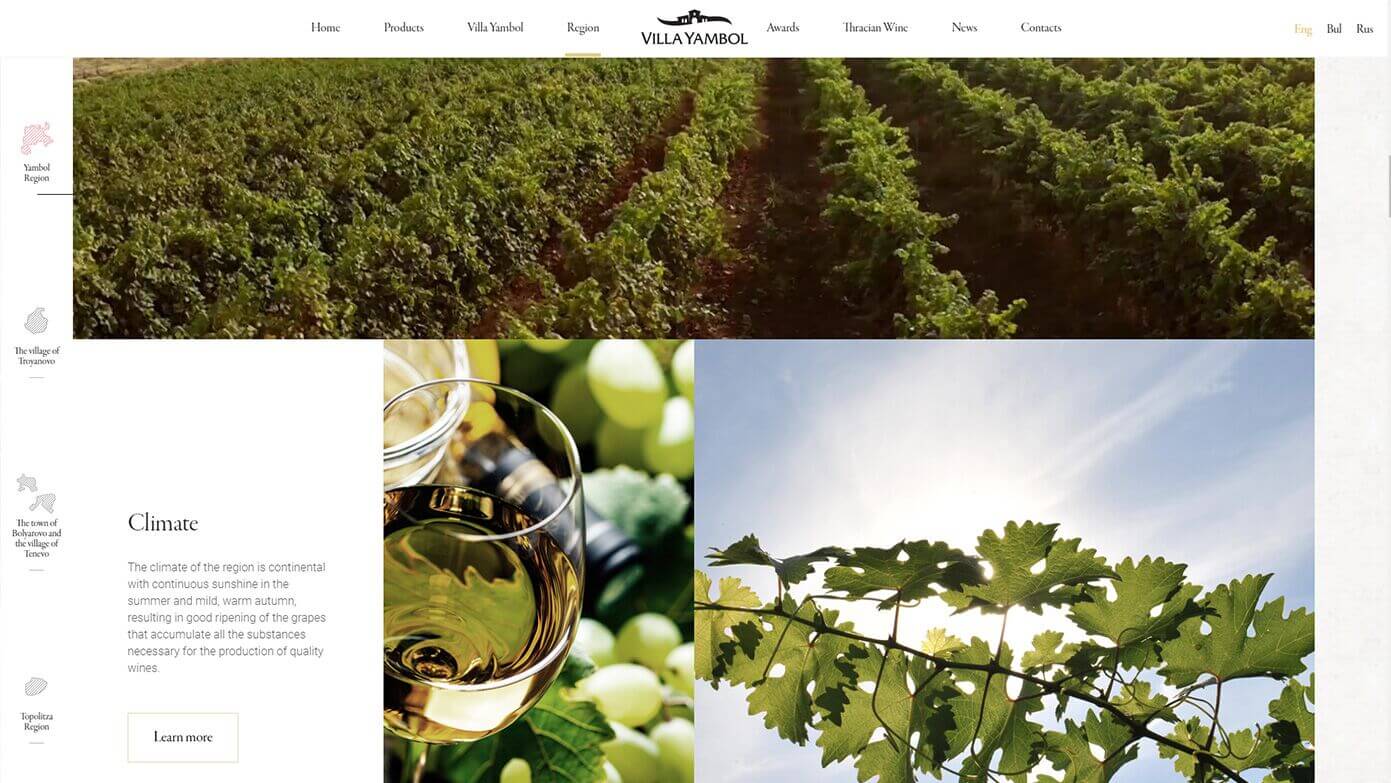 Home Products Villa Yambol Region VILLA YAMBOL Awards Thracian Wine News Contacts Eng Bul Rus
Yambol
Region
The village of
Troyanovo
The town of
Bolyarovo and
the village of
Tenevo
Topolitza
Region
Climate
The climate of the region is continental
with continuous sunshine in the
summer and mild, warm autumn,
resulting in good ripening of the grapes
that accumulate all the substances
necessary for the production of quality
wines.
Learn more